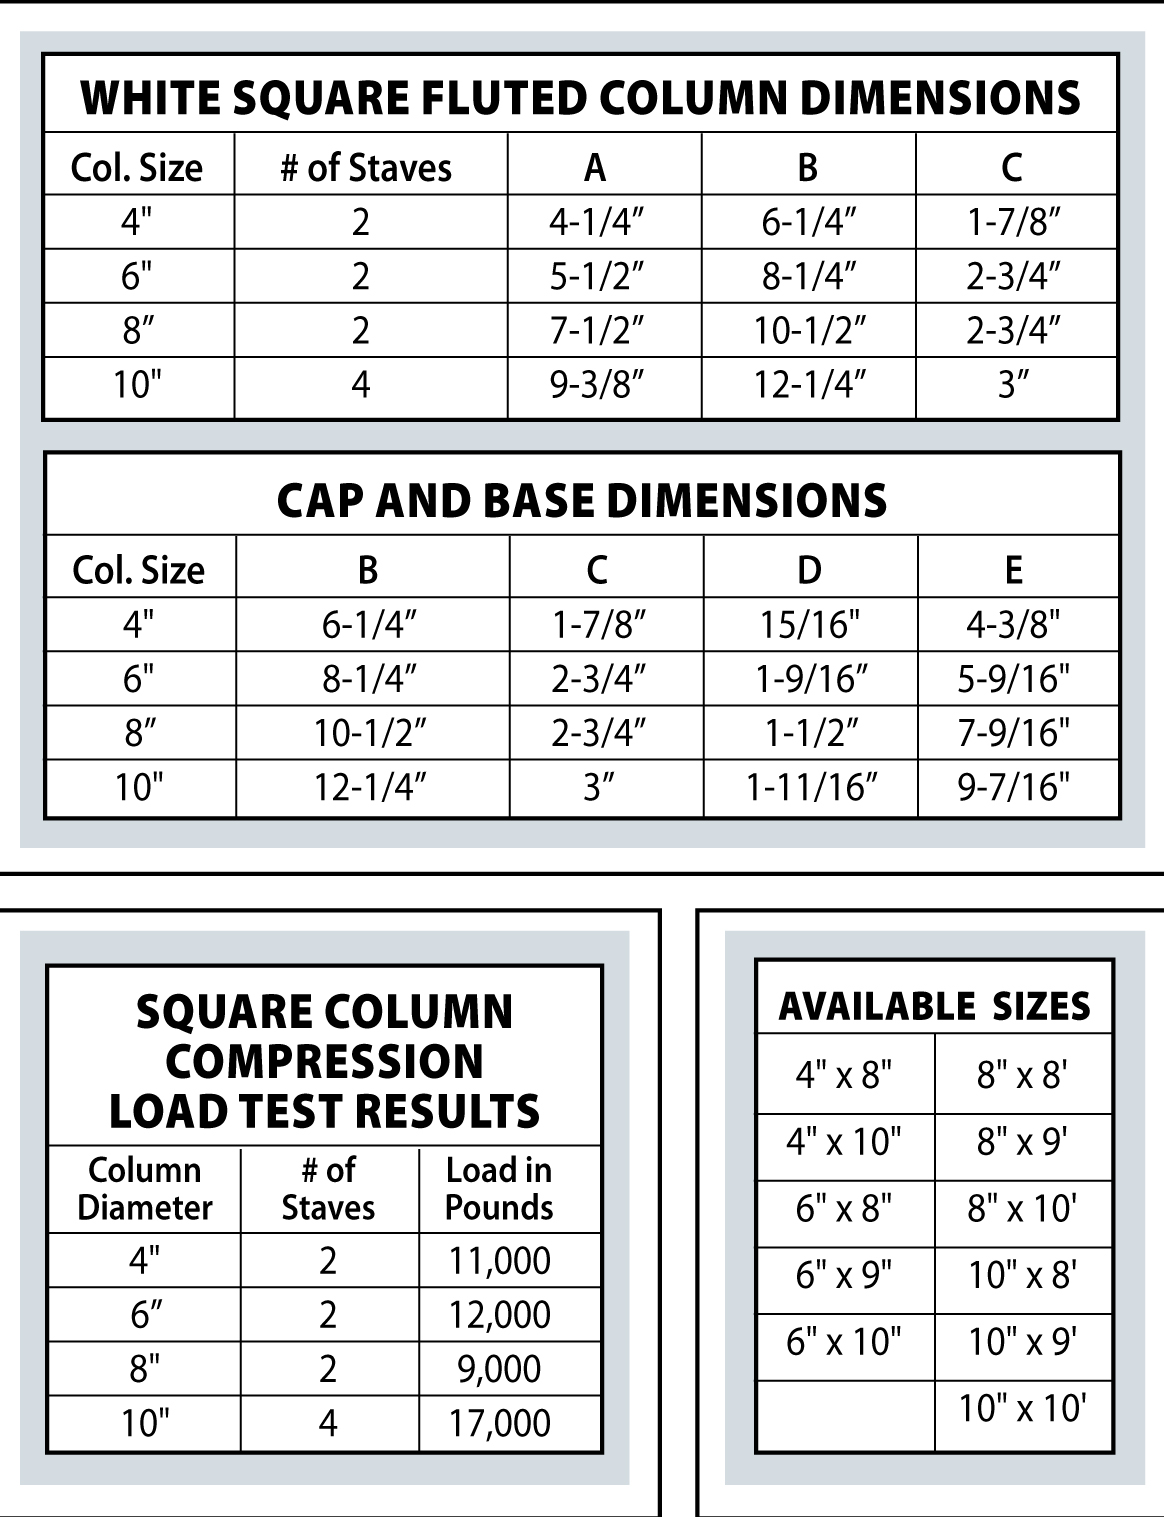 WHITE SQUARE FLUTED COLUMN DIMENSIONS
Col. Size # of Staves A B C
4" 2 4-1/4” 6-1/4” 1-7/8”
6" 2 5-1/2” 8-1/4” 2-3/4”
8” 2 7-1/2” 10-1/2” 2-3/4”
10" 4 9-3/8” 12-1/4” 3”
CAP AND BASE DIMENSIONS
Col. Size B C D E
4" 6-1/4” 1-7/8” 15/16" 4-3/8"
6" 8-1/4” 2-3/4” 1-9/16” 5-9/16"
8” 10-1/2” 2-3/4” 1-1/2” 7-9/16"
10" 12-1/4” 3” 1-11/16” 9-7/16"
SQUARE COLUMN
COMPRESSION
LOAD TEST RESULTS
Column # of Load in
Diameter Staves Pounds
4" 2 11,000
6” 2 12,000
8" 2 9,000
10" 4 17,000
AVAILABLE SIZES
4" x 8" 8" x 8'
4" x 10" 8" x 9'
6" x 8" 8" x 10'
6" x 9" 10" x 8'
6" x 10" 10" x 9'
10" x 10'